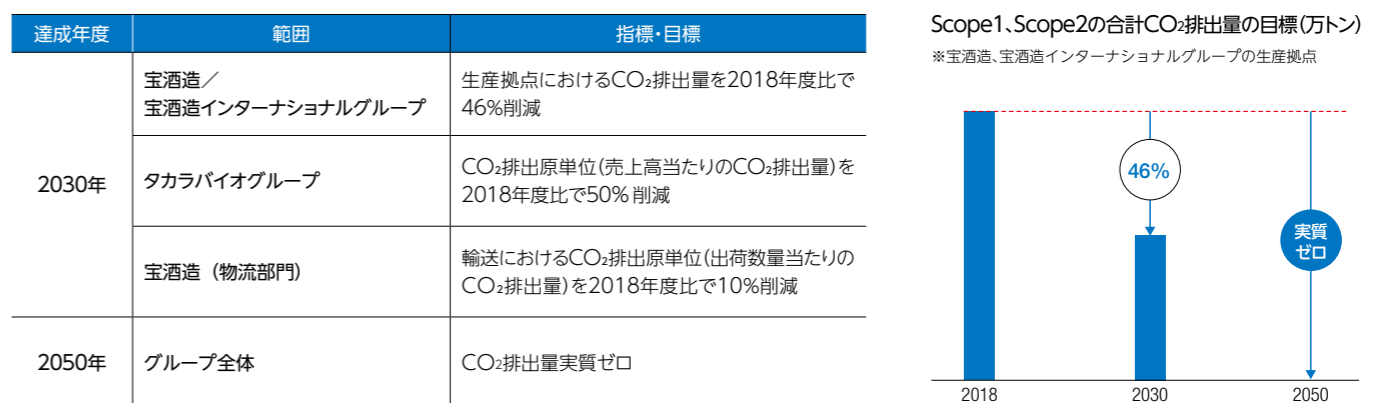 達成年度 範囲 指標・目標
2030年
宝酒造／
宝酒造インターナショナルグループ
生産拠点におけるCO₂排出量を2018年度比で
46%削減
タカラバイオグループ
CO₂排出原単位(売上高当たりのCO₂排出量)を
2018年度比で50% 削減
宝酒造（物流部門）
輸送におけるCO₂排出原単位(出荷数量当たりの
CO₂排出量)を2018年度比で10%削減
2050年 グループ全体 CO₂排出量実質ゼロ
Scope1、Scope2の合計CO₂排出量の目標(万トン)
※宝酒造、宝酒造インターナショナルグループの生産拠点
46%
実質
ゼロ
2018 2030 2050